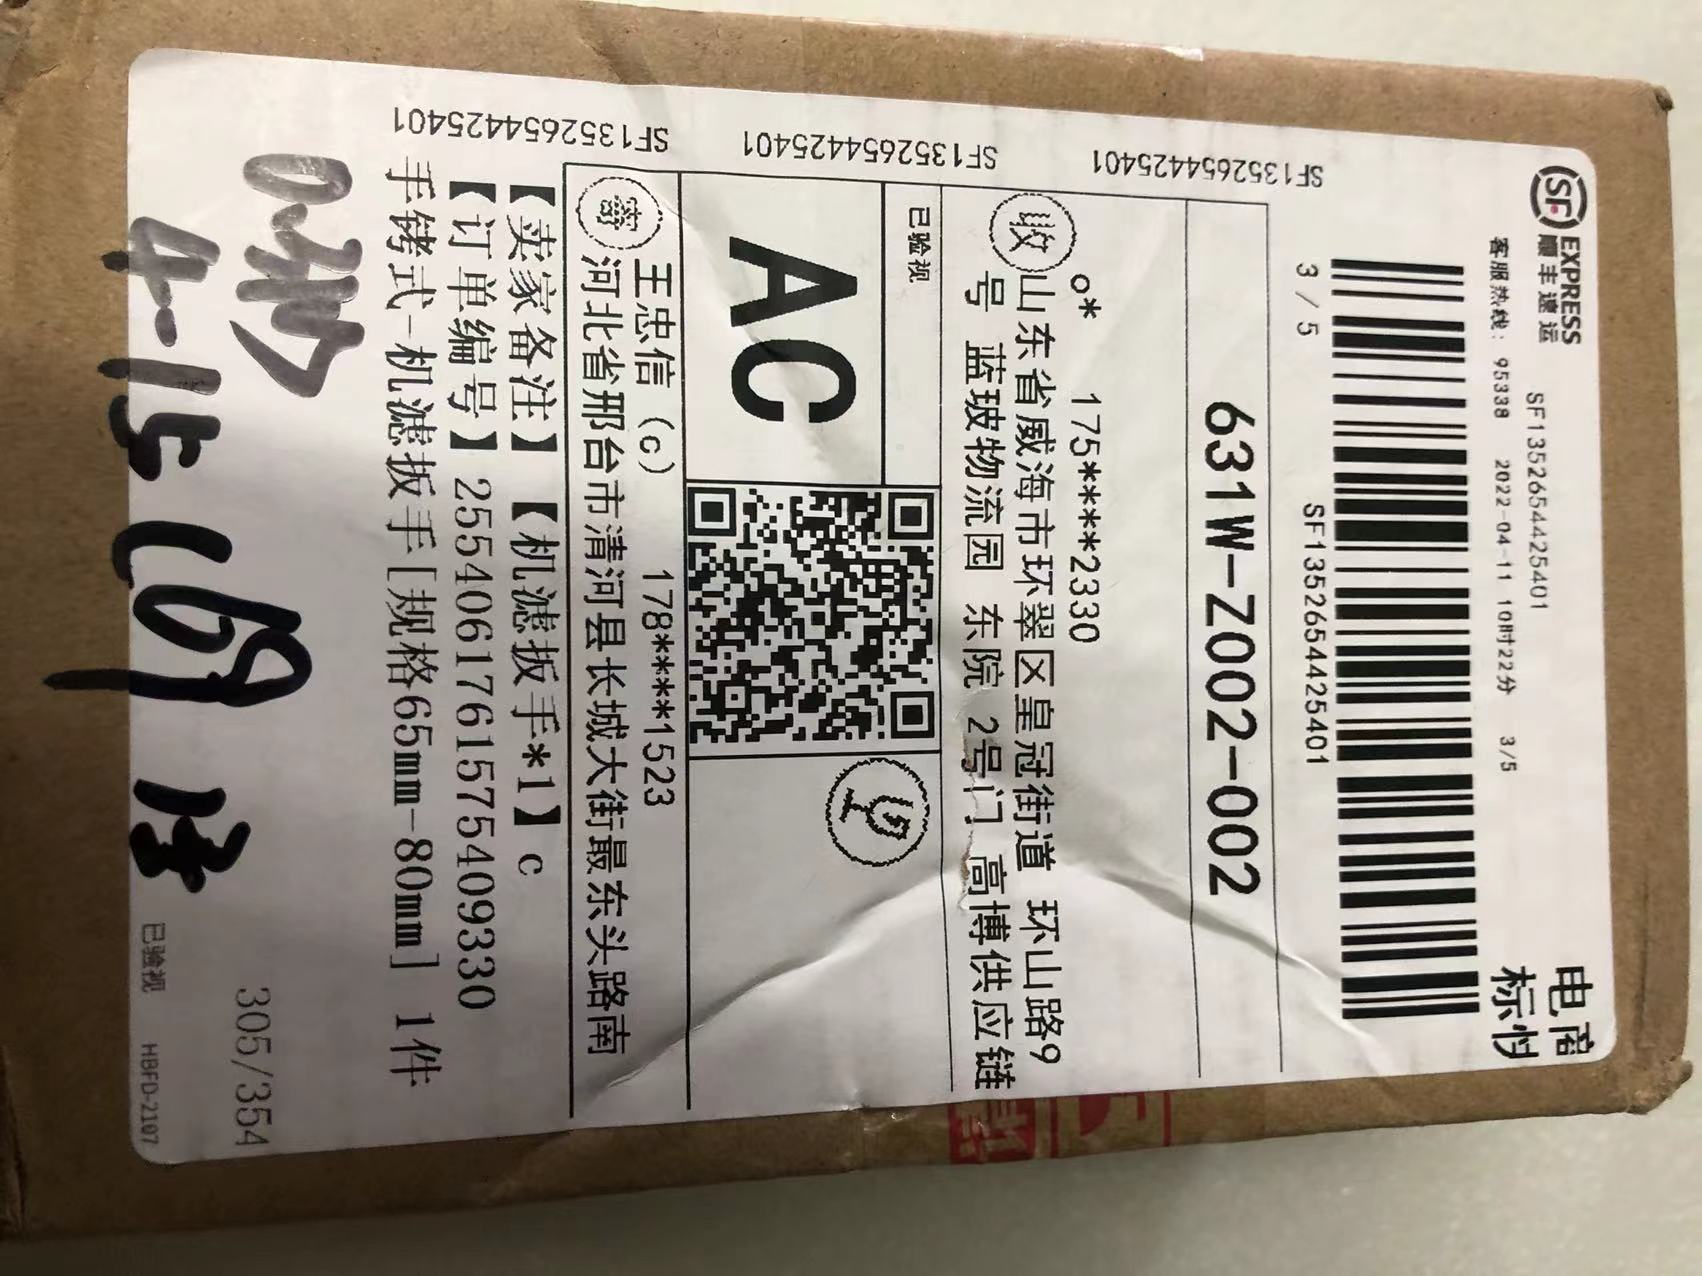 SF EXPRESS
顺丰速运
客服热线：95338
SF1352654425401
2022-04-11 10时22分 3/5
电商
标快
3/5
SF1352654425401
631W-Z002-002
收
o* 175*****2330
山东省威海市环翠区皇冠街道 环山路9
号 蓝玻物流园 东院 2号门 高博供应链
已验视
AC
寄
王忠信（c） 178****1523
河北省邢台市清河县长城大街最东头路南
【卖家备注】【机滤扳手*1】c
【订单编号】2554061761575409330
手铐式-机滤扳手[规格65mm-80mm] 1件
SF1352654425401
SF1352654425401
SF1352654425401
305/354
4-15
已验视 HBFD-2107